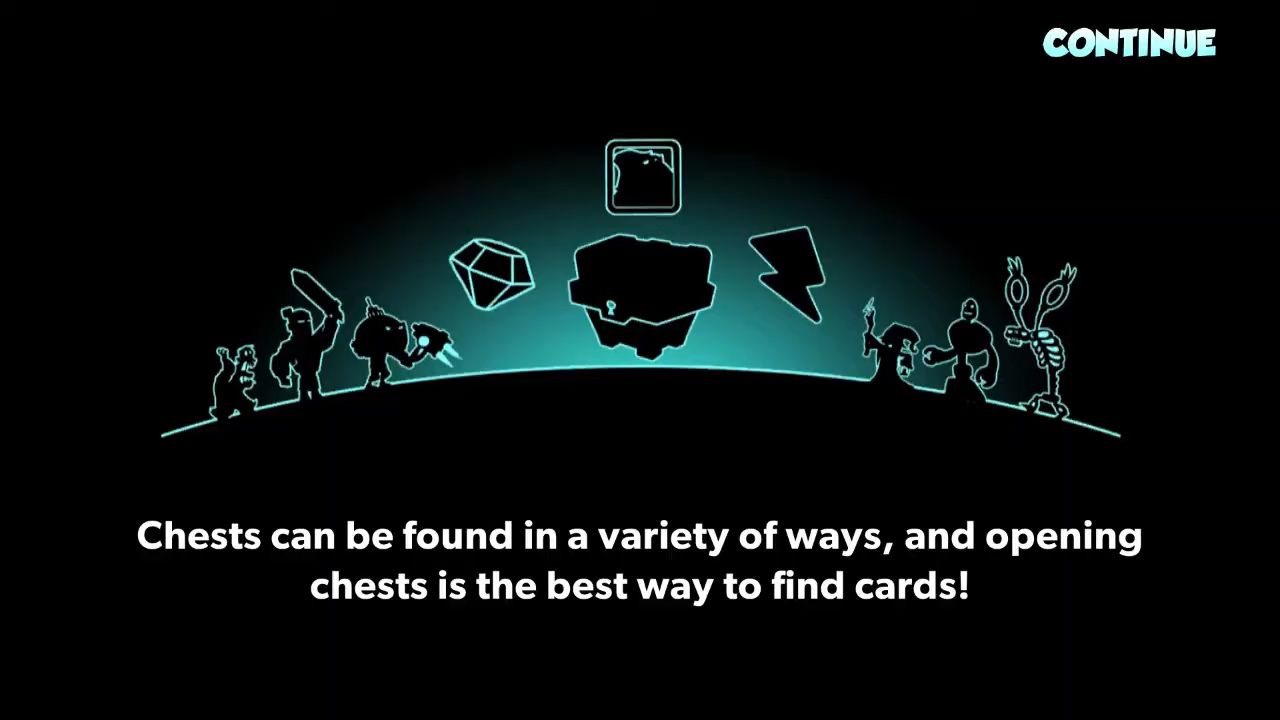 CONTINUE
Chests can be found in a variety of ways, and opening
chests is the best way to find cards!